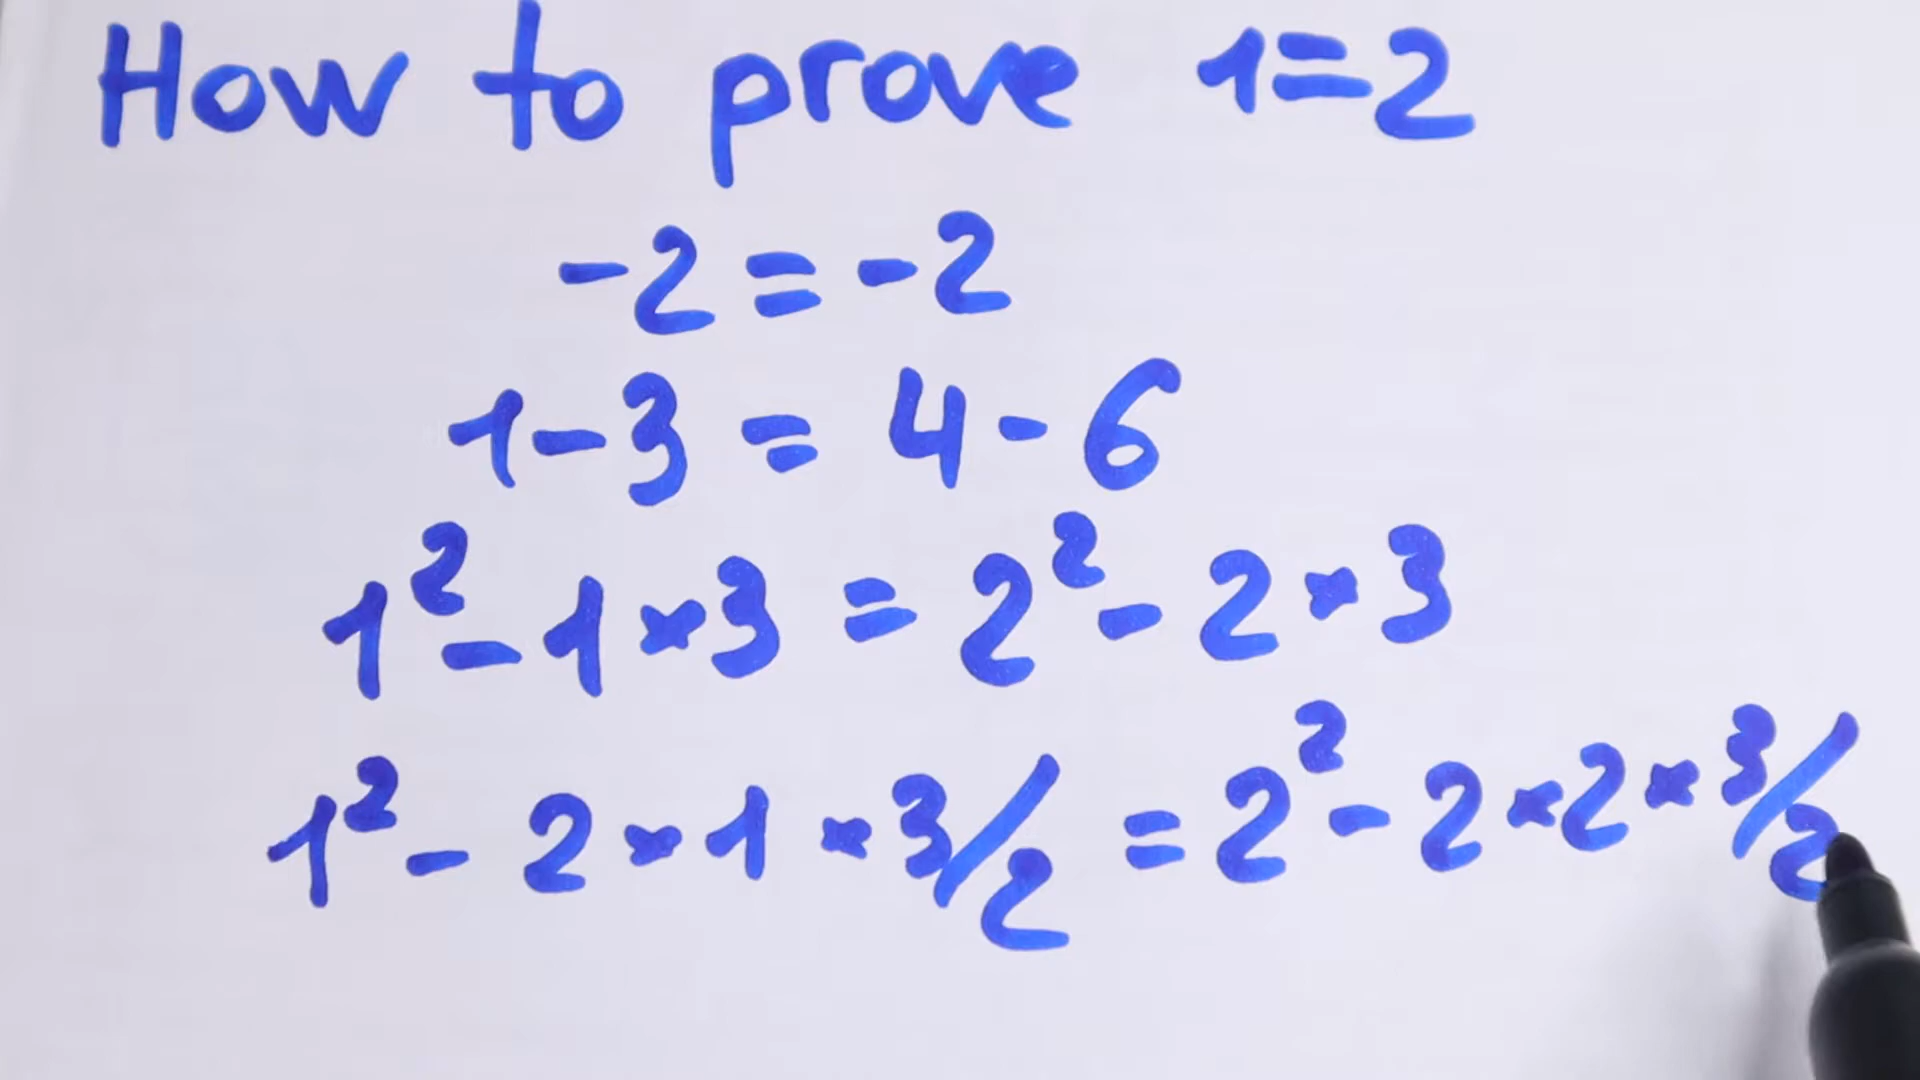 How to prove 1=2
-2 = -2
1-3 = 4-6
1² - 1×3 = 2² - 2×3
1² - 2×1×3/2 = 2² - 2×2×3/2